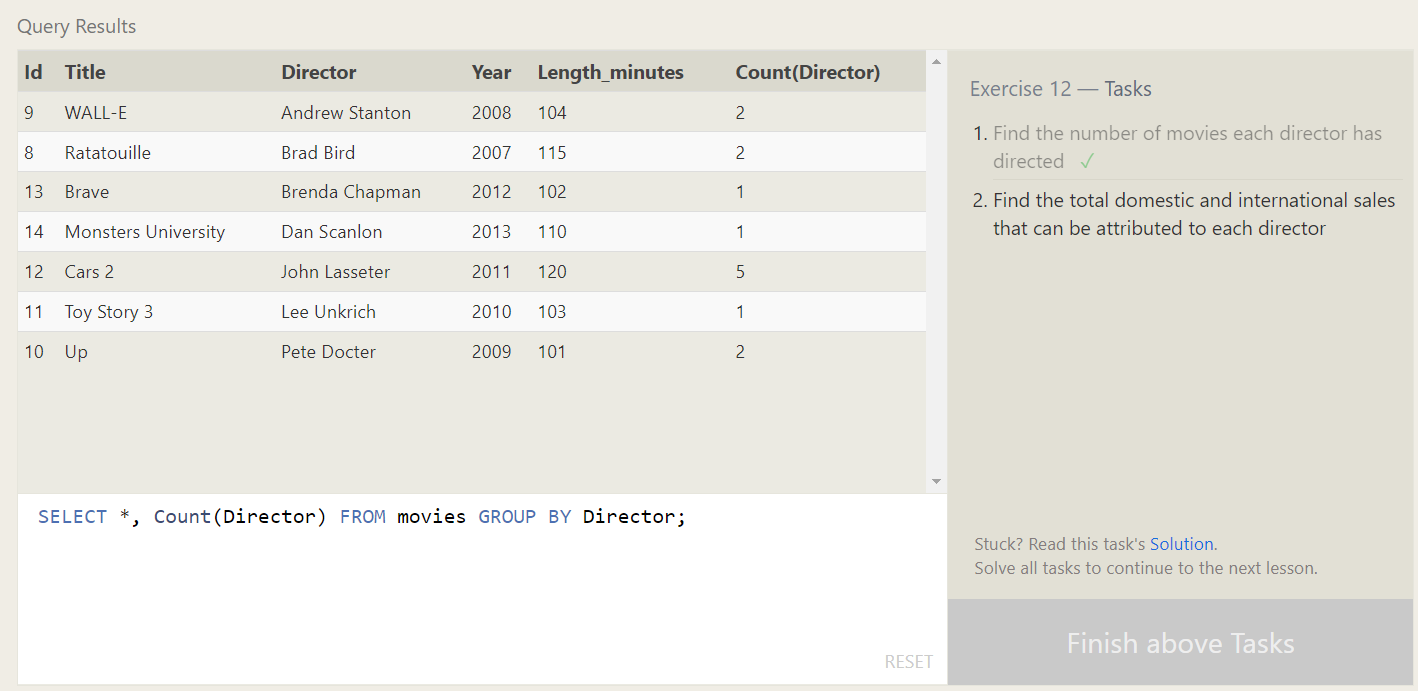 Query Results
Id Title Director Year Length_minutes Count(Director)
9 WALL-E Andrew Stanton 2008 104 2
8 Ratatouille Brad Bird 2007 115 2
13 Brave Brenda Chapman 2012 102 1
14 Monsters University Dan Scanlon 2013 110 1
12 Cars 2 John Lasseter 2011 120 5
11 Toy Story 3 Lee Unkrich 2010 103 1
10 Up Pete Docter 2009 101 2
SELECT *, Count(Director) FROM movies GROUP BY Director;
RESET
Exercise 12 — Tasks
1. Find the number of movies each director has
directed ✓
2. Find the total domestic and international sales
that can be attributed to each director
Stuck? Read this task's Solution.
Solve all tasks to continue to the next lesson.
Finish above Tasks